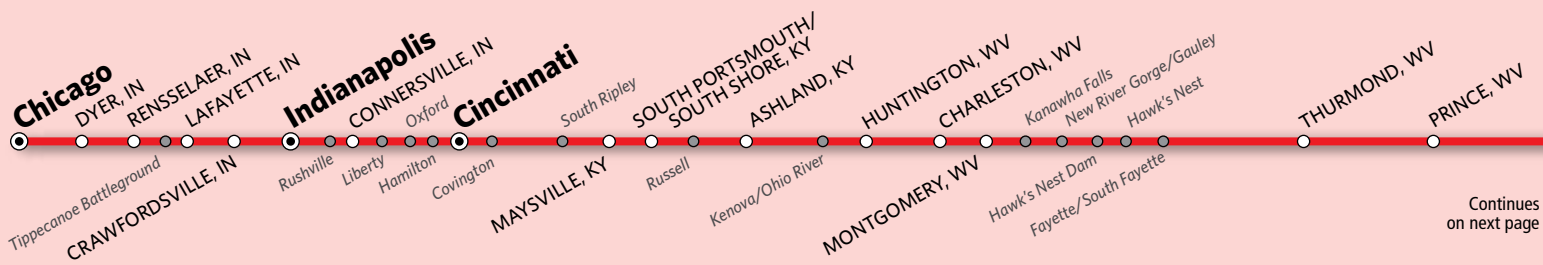 Chicago
DYER, IN
RENSSELAER, IN
Tippecanoe Battleground
LAFAYETTE, IN
CRAWFORDSVILLE, IN
Indianapolis
Rushville
CONNERSVILLE, IN
Liberty
Oxford
Hamilton
Cincinnati
Covington
South Ripley
MAYSVILLE, KY
SOUTH PORTSMOUTH/
SOUTH SHORE, KY
Russell
ASHLAND, KY
Kenova/Ohio River
HUNTINGTON, WV
CHARLESTON, WV
MONTGOMERY, WV
Kanawha Falls
New River Gorge/Gauley
Hawk's Nest Dam
Hawk's Nest
Fayette/South Fayette
THURMOND, WV
PRINCE, WV
Continues
on next page